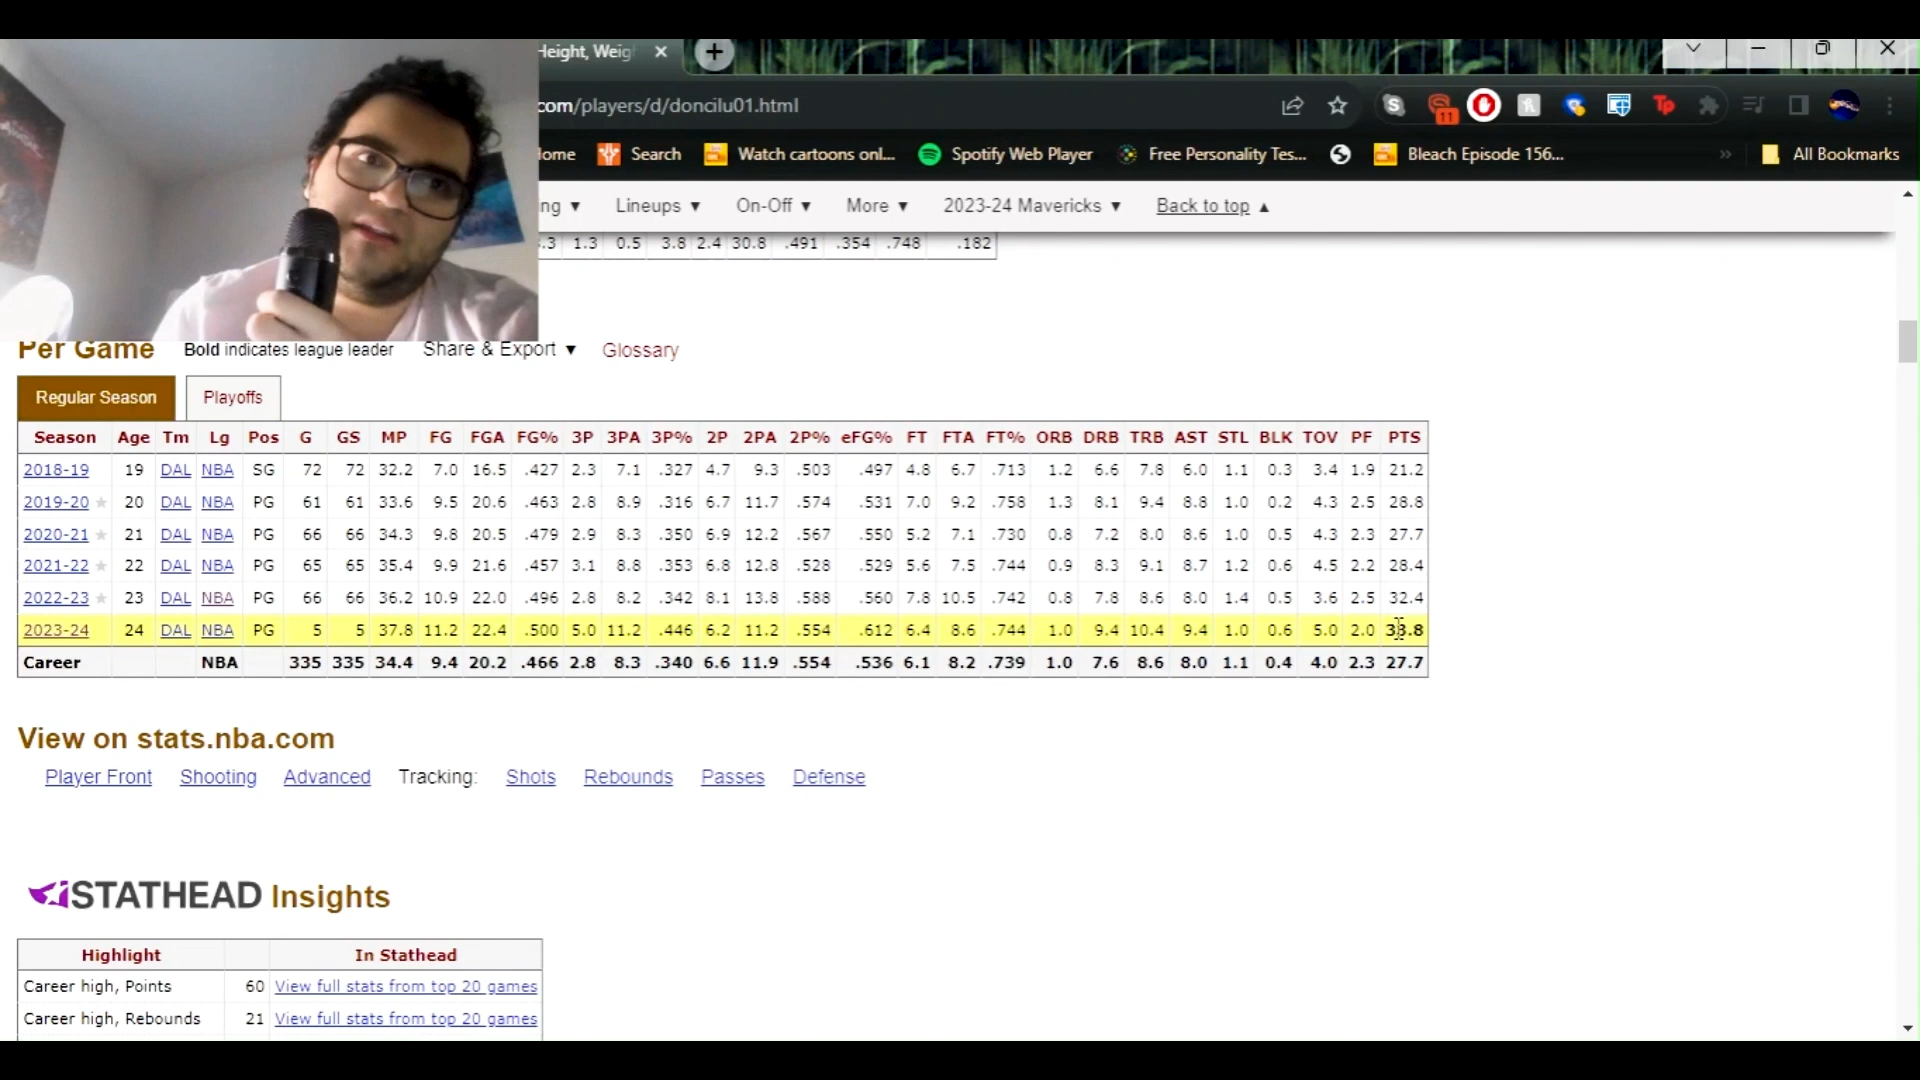 Height, Weig
com/players/d/doncilu01.html
11
Search Watch cartoons onl... Spotify Web Player Free Personality Tes... Bleach Episode 156... All Bookmarks
ng ▼ Lineups ▼ On-Off ▼ More ▼ 2023-24 Mavericks ▼ Back to top ▲
.3 1.3 0.5 3.8 2.4 30.8 .491 .354 .748 .182
Per Game Bold indicates league leader Share & Export ▼ Glossary
Regular Season Playoffs
Season Age Tm Lg Pos G GS MP FG FGA FG% 3P 3PA 3P% 2P 2PA 2P% eFG% FT FTA FT% ORB DRB TRB AST STL BLK TOV PF PTS
2018-19 19 DAL NBA SG 72 72 32.2 7.0 16.5 .427 2.3 7.1 .327 4.7 9.3 .503 .497 4.8 6.7 .713 1.2 6.6 7.8 6.0 1.1 0.3 3.4 1.9 21.2
2019-20 ★ 20 DAL NBA PG 61 61 33.6 9.5 20.6 .463 2.8 8.9 .316 6.7 11.7 .574 .531 7.0 9.2 .758 1.3 8.1 9.4 8.8 1.0 0.2 4.3 2.5 28.8
2020-21 ★ 21 DAL NBA PG 66 66 34.3 9.8 20.5 .479 2.9 8.3 .350 6.9 12.2 .567 .550 5.2 7.1 .730 0.8 7.2 8.0 8.6 1.0 0.5 4.3 2.3 27.7
2021-22 ★ 22 DAL NBA PG 65 65 35.4 9.9 21.6 .457 3.1 8.8 .353 6.8 12.8 .528 .529 5.6 7.5 .744 0.9 8.3 9.1 8.7 1.2 0.6 4.5 2.2 28.4
2022-23 ★ 23 DAL NBA PG 66 66 36.2 10.9 22.0 .496 2.8 8.2 .342 8.1 13.8 .588 .560 7.8 10.5 .742 0.8 7.8 8.6 8.0 1.4 0.5 3.6 2.5 32.4
2023-24 24 DAL NBA PG 5 5 37.8 11.2 22.4 .500 5.0 11.2 .446 6.2 11.2 .554 .612 6.4 8.6 .744 1.0 9.4 10.4 9.4 1.0 0.6 5.0 2.0 33.8
Career NBA 335 335 34.4 9.4 20.2 .466 2.8 8.3 .340 6.6 11.9 .554 .536 6.1 8.2 .739 1.0 7.6 8.6 8.0 1.1 0.4 4.0 2.3 27.7
View on stats.nba.com
Player Front Shooting Advanced Tracking: Shots Rebounds Passes Defense
STATHEAD Insights
Highlight In Stathead
Career high, Points 60 View full stats from top 20 games
Career high, Rebounds 21 View full stats from top 20 games